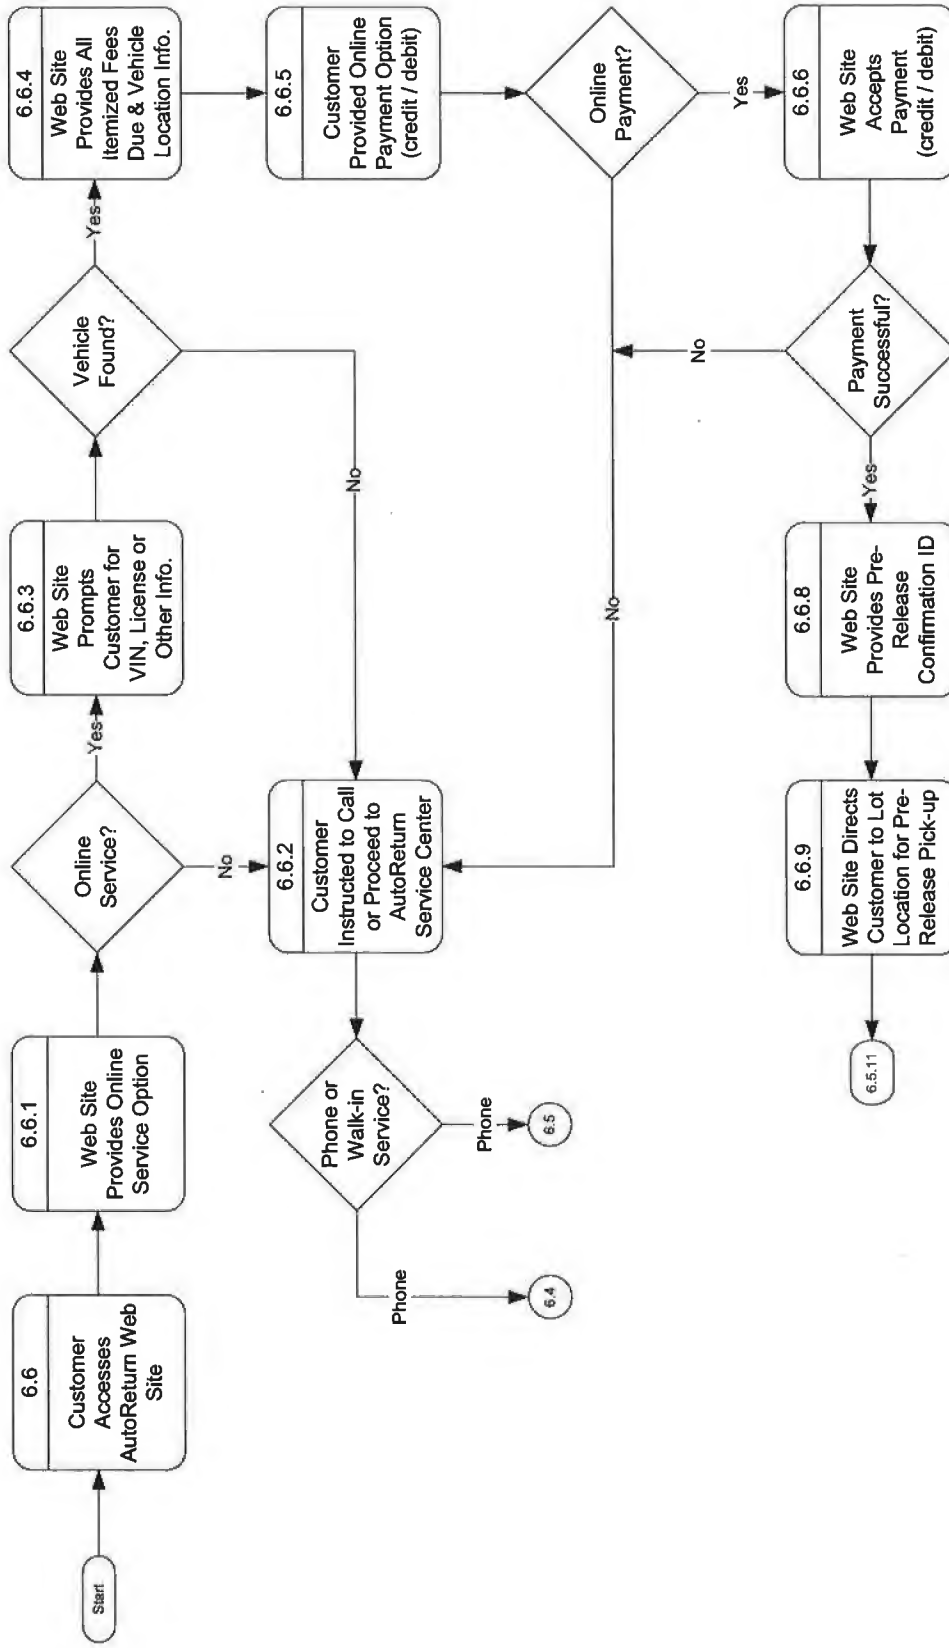 Start
6.6
Customer
Accesses
AutoReturn Web
Site
6.6.1
Web Site
Provides Online
Service Option
Online
Service?
Yes
No
6.6.3
Web Site
Prompts
Customer for
VIN, License or
Other Info.
Vehicle
Found?
Yes
No
6.6.4
Web Site
Provides All
Itemized Fees
Due & Vehicle
Location Info.
6.6.2
Customer
Instructed to Call
or Proceed to
AutoReturn
Service Center
Phone or
Walk-in
Service?
Phone
6.4
Phone
6.5
6.6.5
Customer
Provided Online
Payment Option
(credit / debit)
Online
Payment?
No
Yes
6.6.6
Web Site
Accepts
Payment
(credit / debit)
Payment
Successful?
No
Yes
6.6.8
Web Site
Provides Pre-
Release
Confirmation ID
6.6.9
Web Site Directs
Customer to Lot
Location for Pre-
Release Pick-up
6.5.11